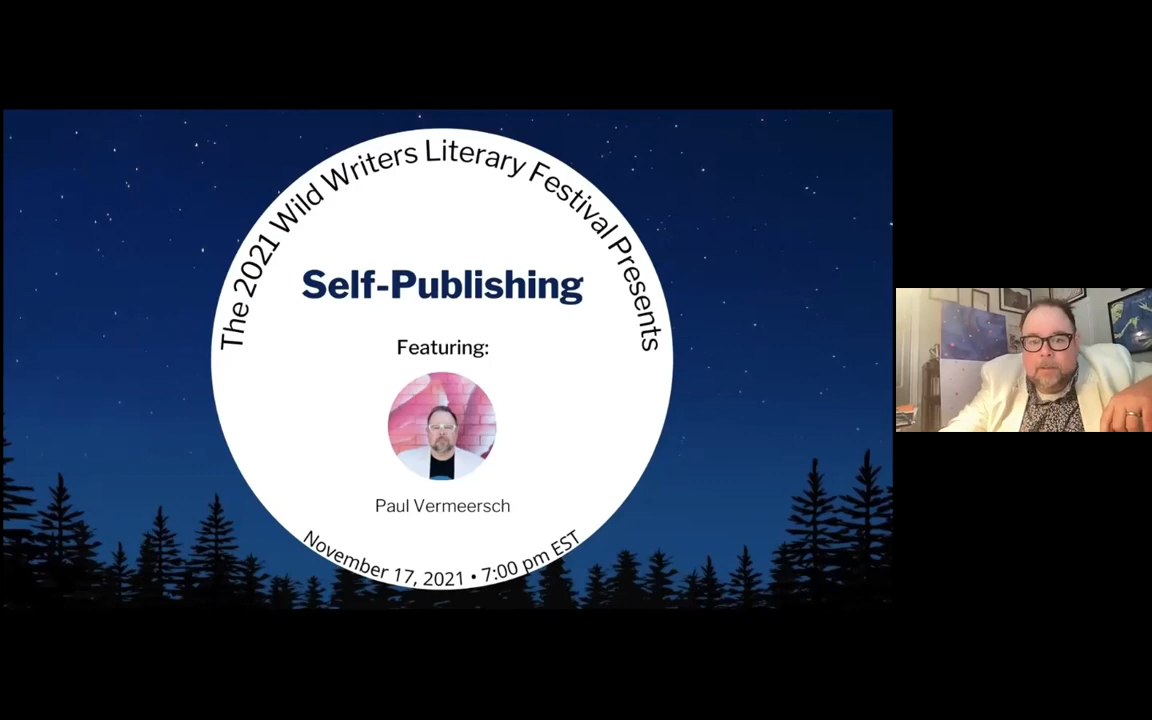 The 2021 Wild Writers Literary Festival Presents
Self-Publishing
Featuring:
Paul Vermeersch
November 17, 2021 • 7:00 pm EST